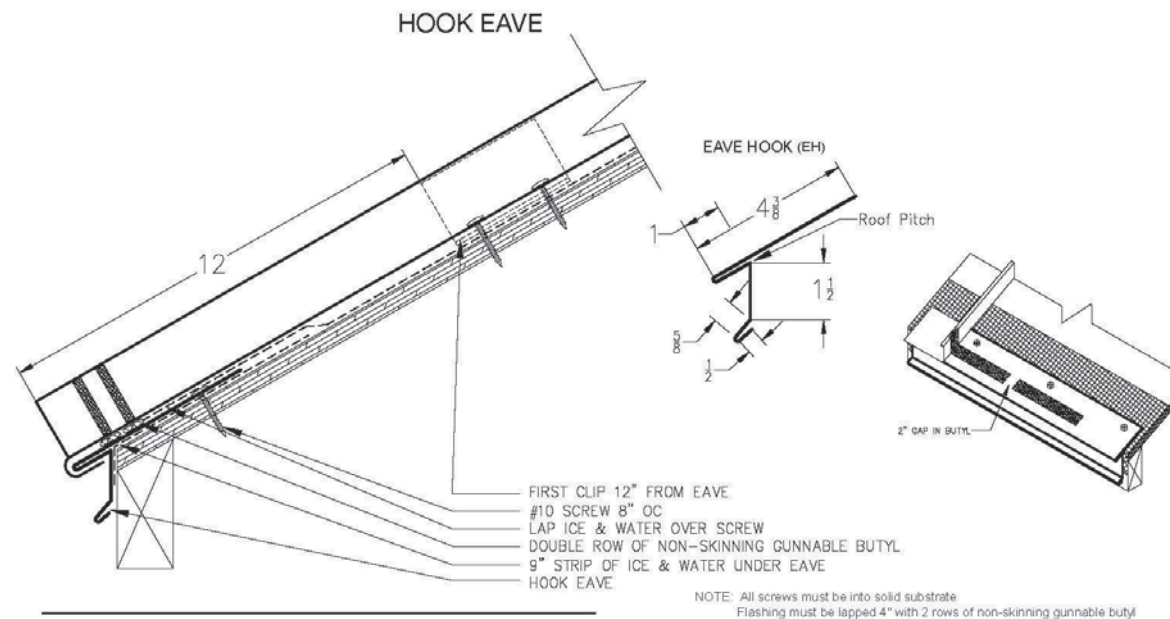 HOOK EAVE
12
EAVE HOOK (EH)
4 3/8
1
Roof Pitch
1 1/2
5/8
1/2
2" GAP IN BUTYL
FIRST CLIP 12" FROM EAVE
#10 SCREW 8" OC
LAP ICE & WATER OVER SCREW
DOUBLE ROW OF NON-SKINNING GUNNABLE BUTYL
9" STRIP OF ICE & WATER UNDER EAVE
HOOK EAVE
NOTE: All screws must be into solid substrate
Flashing must be lapped 4" with 2 rows of non-skinning gunnable butyl